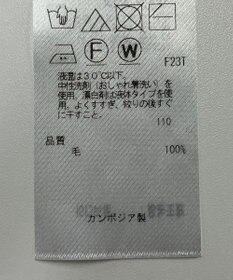 F W
F23T
液温は30℃以下。
中性洗剤(おしゃれ着洗い)を
使用。漂白剤は液体タイプを使
用。よくすすぎ、絞りの後すぐ
に干すこと。
110
品質
毛 100%
カンボジア製